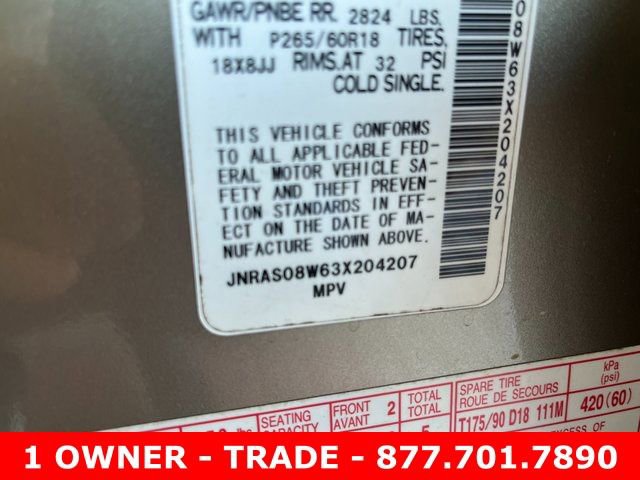 GAWR/PNBE RR. 2824 LBS.
WITH P265/60R18 TIRES,
18X8JJ RIMS.AT 32 PSI
COLD SINGLE.
THIS VEHICLE CONFORMS
TO ALL APPLICABLE FED-
ERAL MOTOR VEHICLE SA-
FETY AND THEFT PREVEN-
TION STANDARDS IN EFF-
ECT ON THE DATE OF MA-
NUFACTURE SHOWN ABOVE.
JNRAS08W63X204207
MPV
08W63X204207
SEATING
FRONT 2
AVANT
TOTAL
TOTAL 5
SPARE TIRE
ROUE DE SECOURS
T175/90 D18 111M
kPa
(psi)
420(60)
1 OWNER - TRADE - 877.701.7890